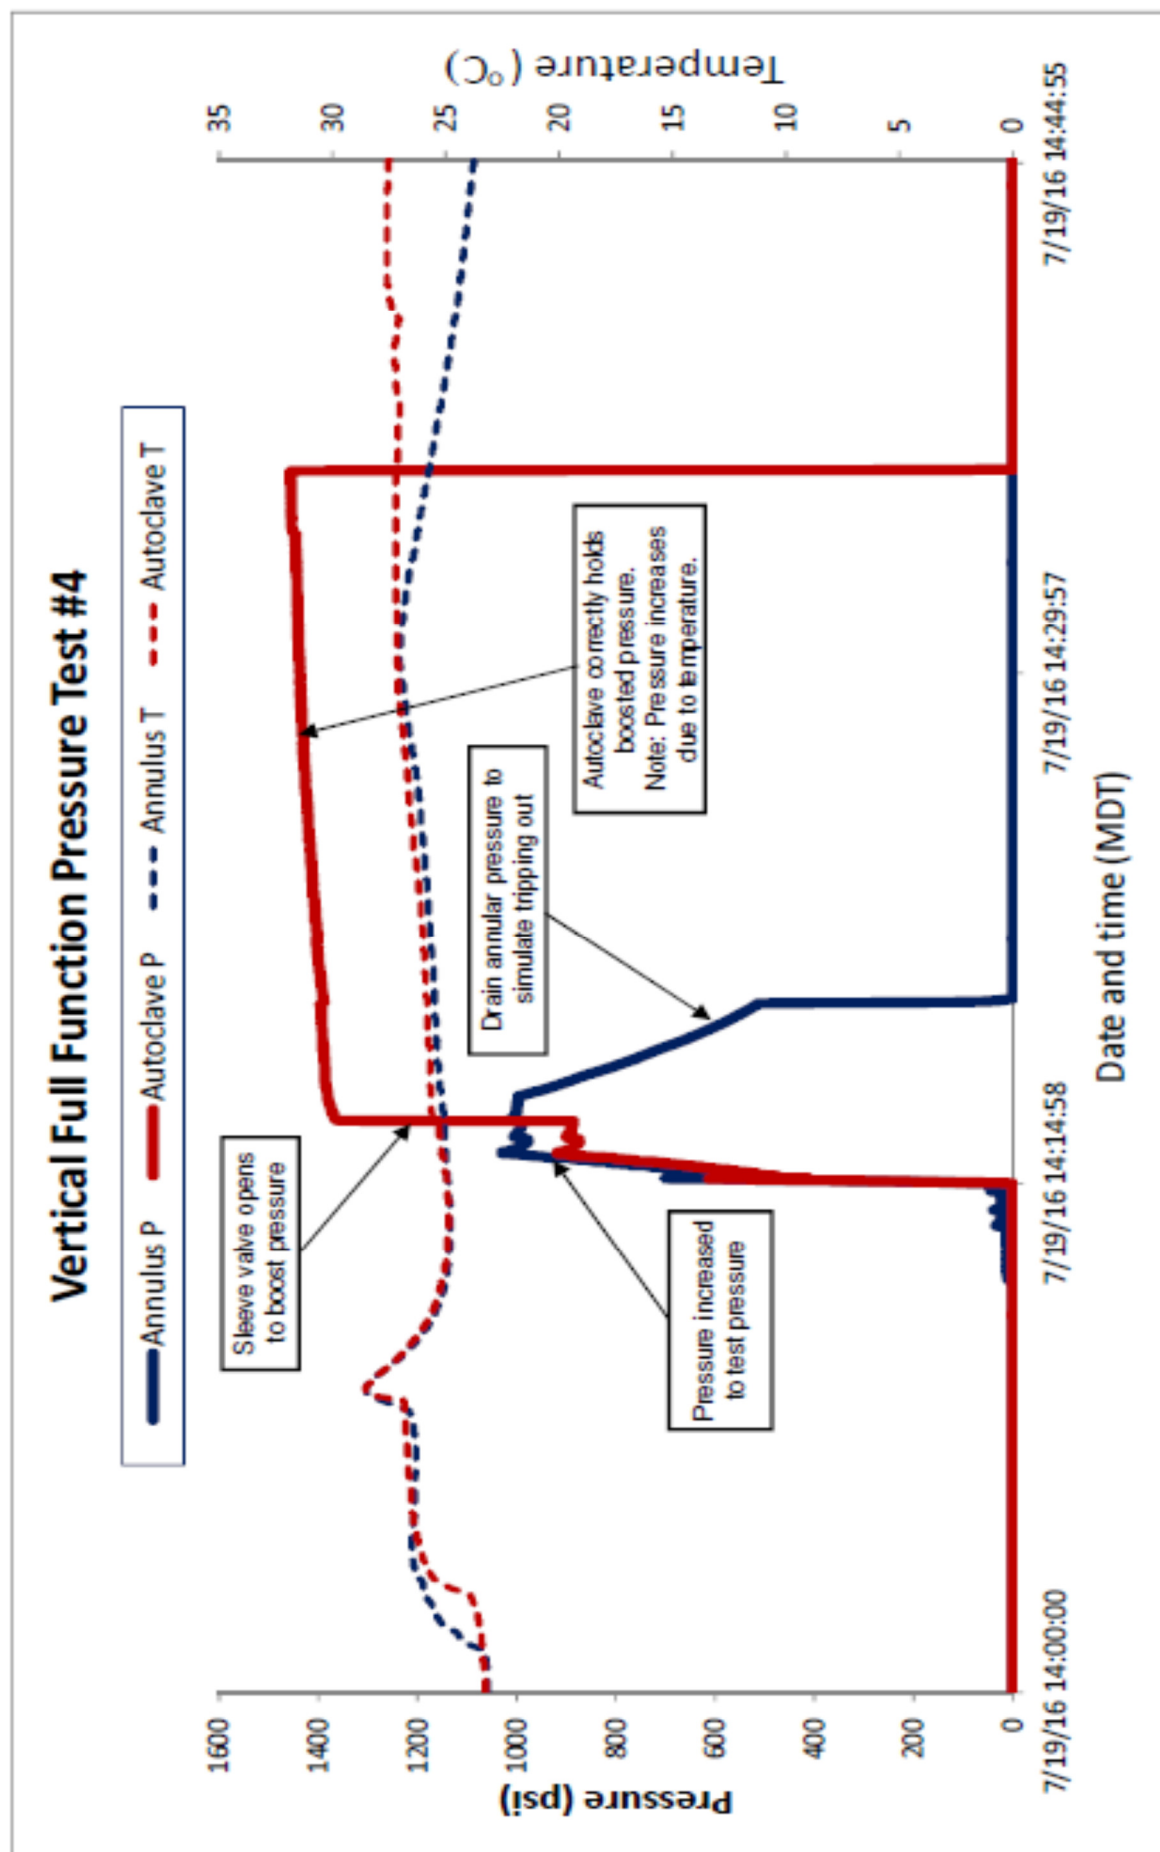 Vertical Full Function Pressure Test #4
Annulus P
Autoclave P
Annulus T
Autoclave T
Sleeve valve opens
to boost pressure
Pressure increased
to test pressure
Drain annular pressure to
simulate tripping out
Autoclave correctly holds
boosted pressure.
Note: Pressure increases
due to temperature.
Pressure (psi)
1600
1400
1200
1000
800
600
400
200
0
Temperature (°C)
35
30
25
20
15
10
5
0
7/19/16 14:00:00
7/19/16 14:14:58
7/19/16 14:29:57
7/19/16 14:44:55
Date and time (MDT)